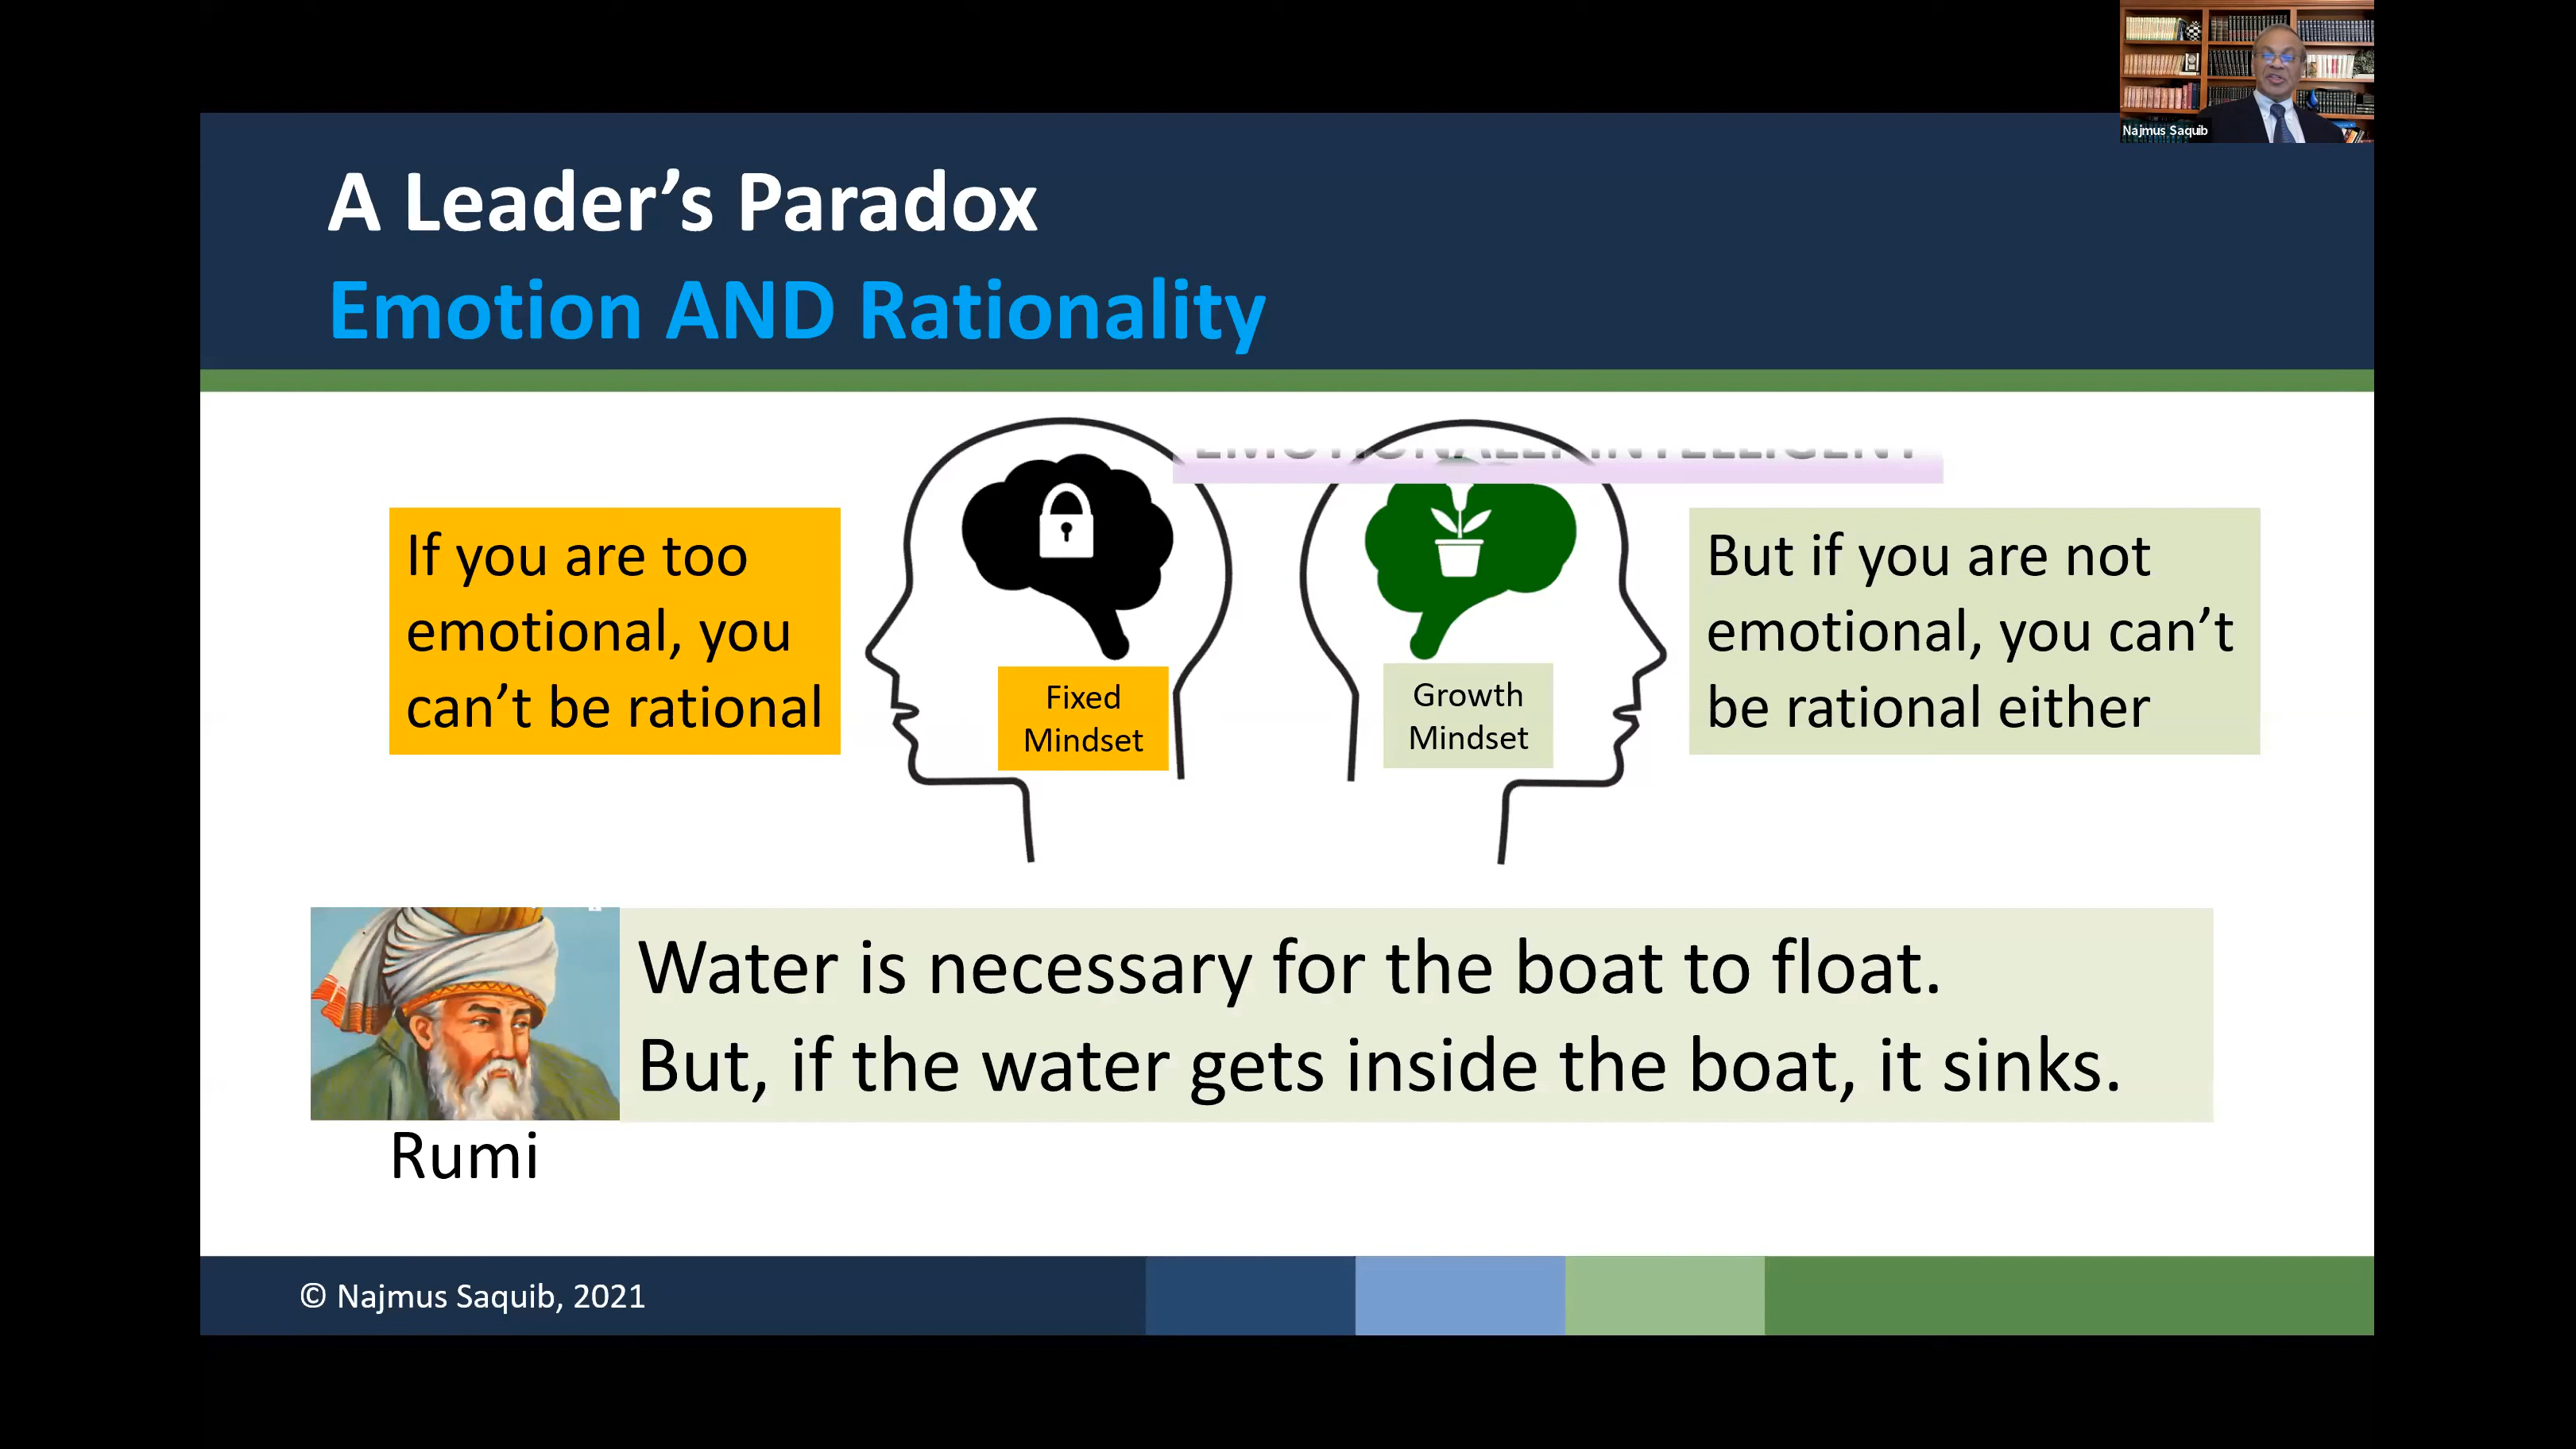 Najmus Saquib
A Leader’s Paradox
Emotion AND Rationality
EMOTIONALLY INTELLIGENT
If you are too
emotional, you
can’t be rational
Fixed
Mindset
Growth
Mindset
But if you are not
emotional, you can’t
be rational either
Water is necessary for the boat to float.
But, if the water gets inside the boat, it sinks.
Rumi
© Najmus Saquib, 2021